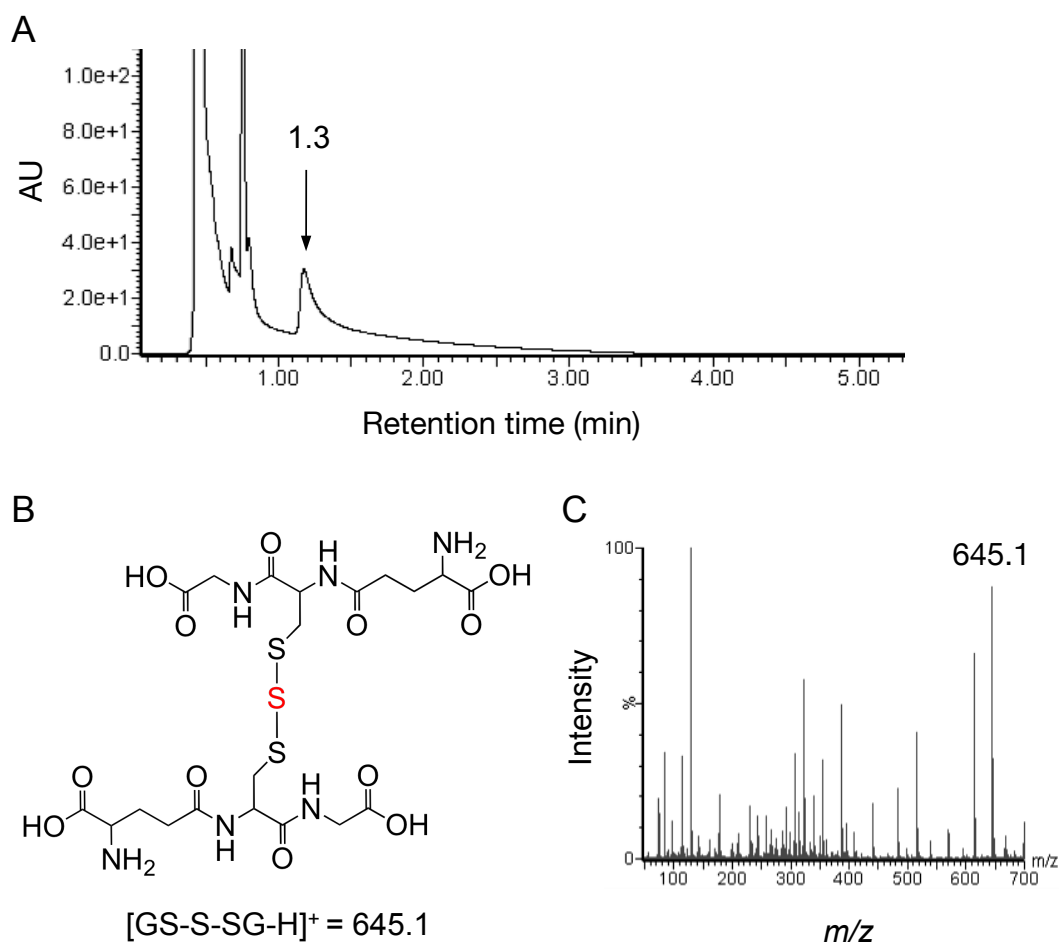 A
AU
1.0e+2
8.0e+1
6.0e+1
4.0e+1
2.0e+1
0.0
1.3
1.00
2.00
3.00
4.00
5.00
Retention time (min)
B
O
H
N
NH2
HO
N
H
OH
O
O
O
S
S
S
O
O
H
N
O
HO
N
H
OH
NH2
O
[GS-S-SG-H]+ = 645.1
C
100
645.1
Intensity
%
0
100
200
300
400
500
600
700
m/z
m/z